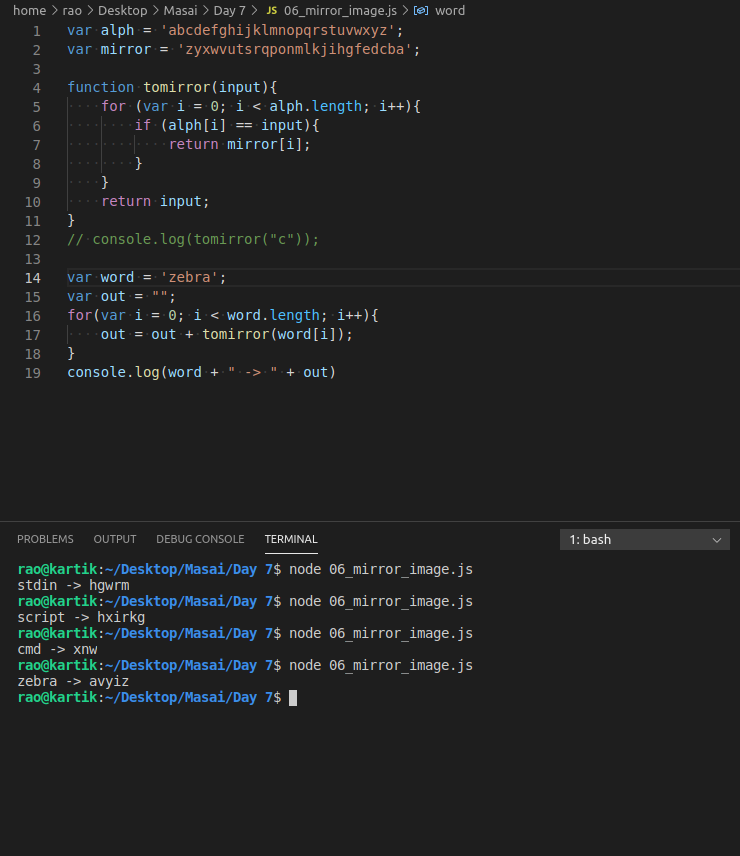 home > rao > Desktop > Masai > Day 7 > JS 06_mirror_image.js > word
1 var alph = 'abcdefghijklmnopqrstuvwxyz';
2 var mirror = 'zyxwvutsrqponmlkjihgfedcba';
3
4 function tomirror(input){
5     for (var i = 0; i < alph.length; i++){
6         if (alph[i] == input){
7             return mirror[i];
8         }
9     }
10     return input;
11 }
12 // console.log(tomirror("c"));
13
14 var word = 'zebra';
15 var out = "";
16 for(var i = 0; i < word.length; i++){
17     out = out + tomirror(word[i]);
18 }
19 console.log(word + " -> " + out)
PROBLEMS OUTPUT DEBUG CONSOLE TERMINAL 1: bash
rao@kartik:~/Desktop/Masai/Day 7$ node 06_mirror_image.js
stdin -> hgwrm
rao@kartik:~/Desktop/Masai/Day 7$ node 06_mirror_image.js
script -> hxirkg
rao@kartik:~/Desktop/Masai/Day 7$ node 06_mirror_image.js
cmd -> xnw
rao@kartik:~/Desktop/Masai/Day 7$ node 06_mirror_image.js
zebra -> avyiz
rao@kartik:~/Desktop/Masai/Day 7$